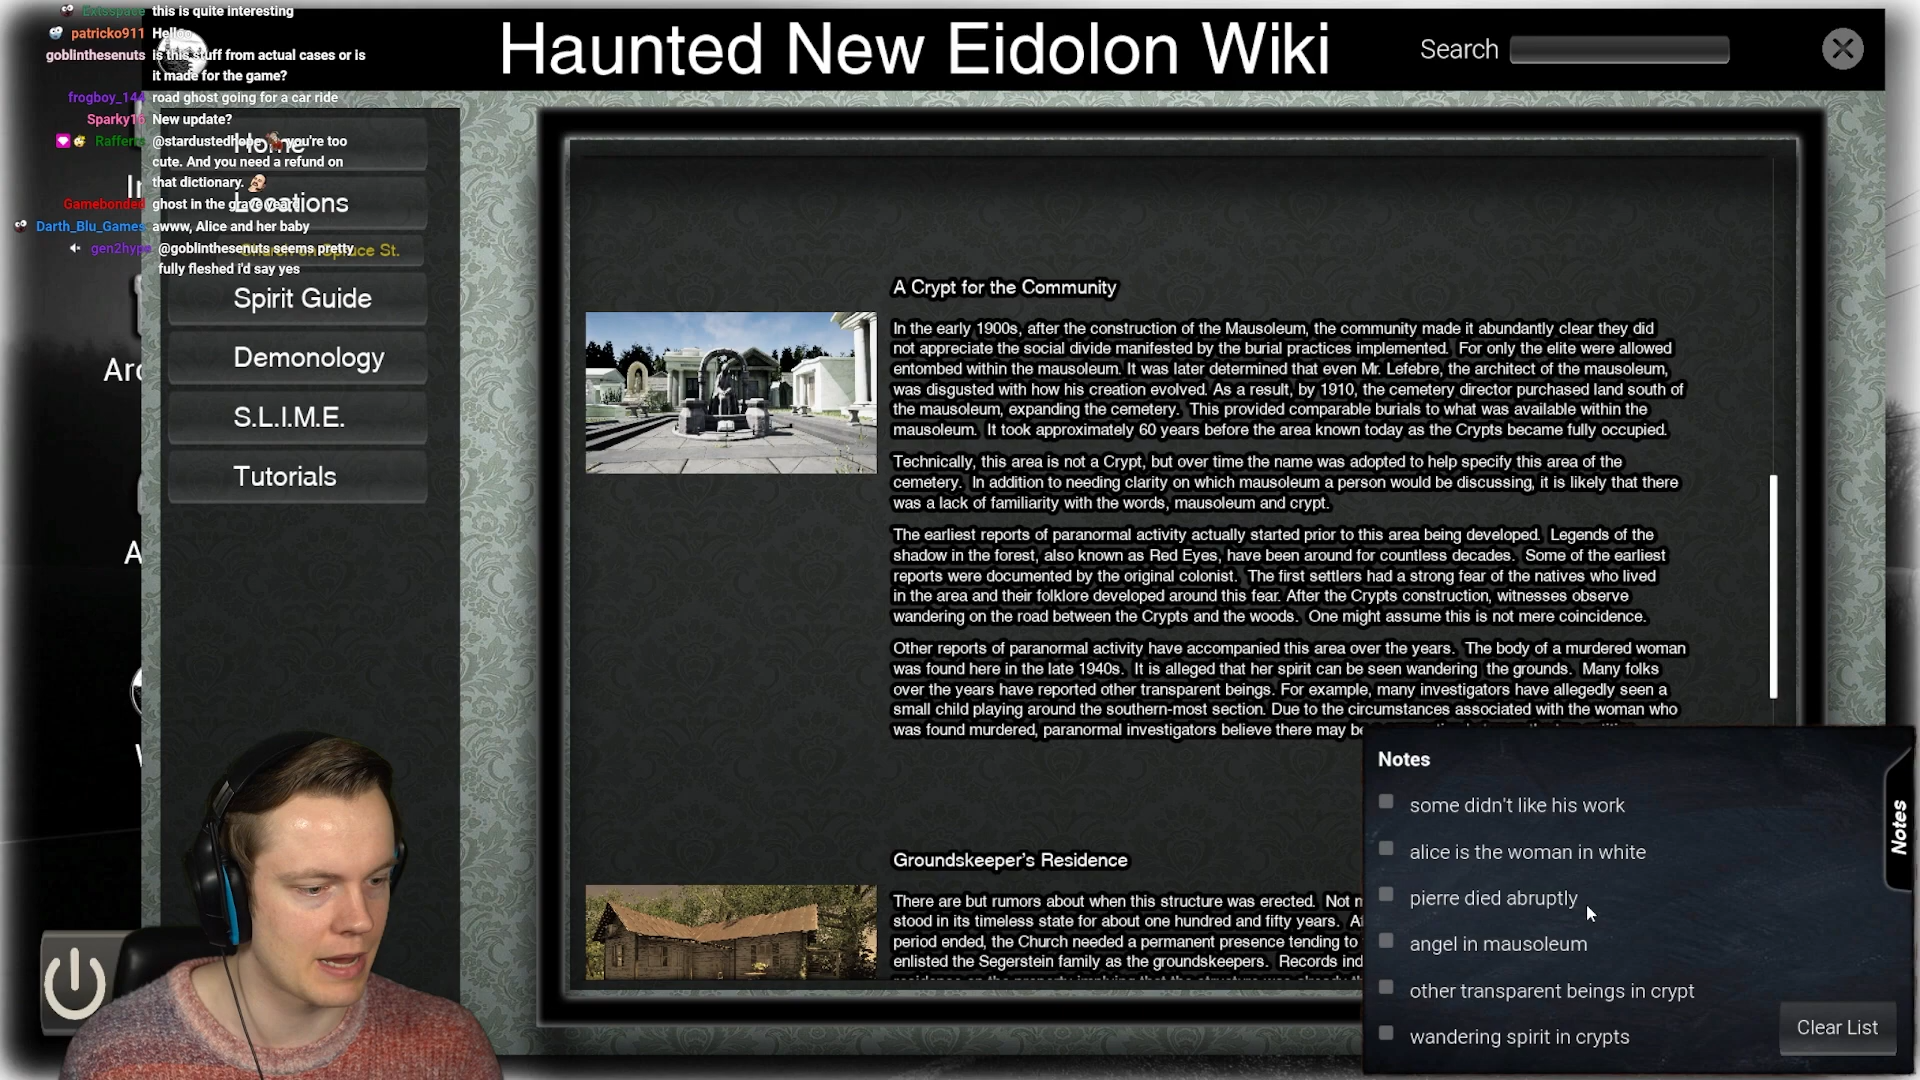 Extsspace this is quite interesting
patricko911 Hello
goblinthesenuts is this stuff from actual cases or is
it made for the game?
frogboy_144 road ghost going for a car ride
New update?
@stardustedhope you're too
cute. And you need a refund on
that dictionary.
Gamebonded ghost in the grave yeard
Darth_Blu_Games awww, Alice and her baby
gen2hype @goblinthesenuts seems pretty
fully fleshed i'd say yes
Haunted New Eidolon Wiki
Search
Home
Locations
Church on Spruce St.
Spirit Guide
Demonology
S.L.I.M.E.
Tutorials
A Crypt for the Community
In the early 1900s, after the construction of the Mausoleum, the community made it abundantly clear they did
not appreciate the social divide manifested by the burial practices implemented. For only the elite were allowed
entombed within the mausoleum. It was later determined that even Mr. Lefebre, the architect of the mausoleum,
was disgusted with how his creation evolved. As a result, by 1910, the cemetery director purchased land south of
the mausoleum, expanding the cemetery. This provided comparable burials to what was available within the
mausoleum. It took approximately 60 years before the area known today as the Crypts became fully occupied.
Technically, this area is not a Crypt, but over time the name was adopted to help specify this area of the
cemetery. In addition to needing clarity on which mausoleum a person would be discussing, it is likely that there
was a lack of familiarity with the words, mausoleum and crypt.
The earliest reports of paranormal activity actually started prior to this area being developed. Legends of the
shadow in the forest, also known as Red Eyes, have been around for countless decades. Some of the earliest
reports were documented by the original colonist. The first settlers had a strong fear of the natives who lived
in the area and their folklore developed around this fear. After the Crypts construction, witnesses observe
wandering on the road between the Crypts and the woods. One might assume this is not mere coincidence.
Other reports of paranormal activity have accompanied this area over the years. The body of a murdered woman
was found here in the late 1940s. It is alleged that her spirit can be seen wandering the grounds. Many folks
over the years have reported other transparent beings. For example, many investigators have allegedly seen a
small child playing around the southern-most section. Due to the circumstances associated with the woman who
was found murdered, paranormal investigators believe there may be
Groundskeeper's Residence
There are but rumors about when this structure was erected. Not
stood in its timeless state for about one hundred and fifty years.
period ended, the Church needed a permanent presence tending to
enlisted the Segerstein family as the groundskeepers. Records
Notes
some didn't like his work
alice is the woman in white
pierre died abruptly
angel in mausoleum
other transparent beings in crypt
wandering spirit in crypts
Clear List
Notes